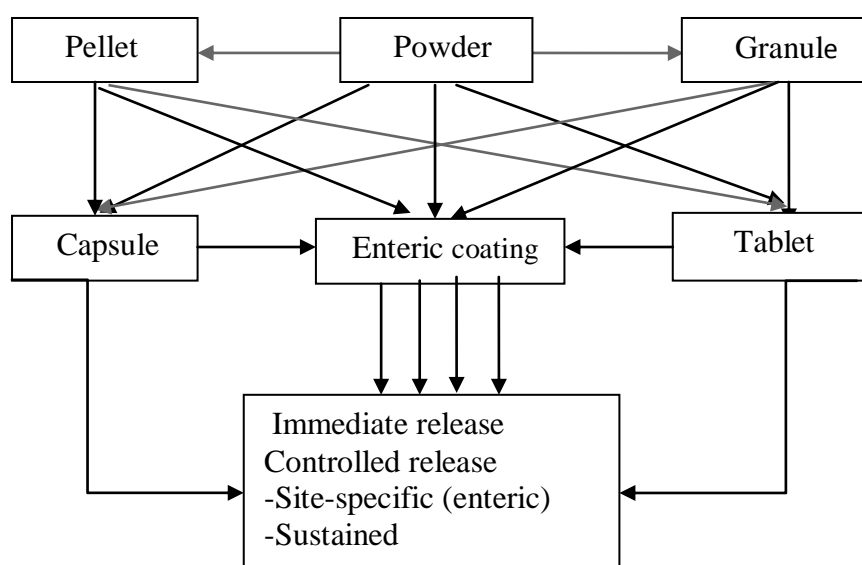 Pellet
Powder
Granule
Capsule
Enteric coating
Tablet
Immediate release
Controlled release
-Site-specific (enteric)
-Sustained